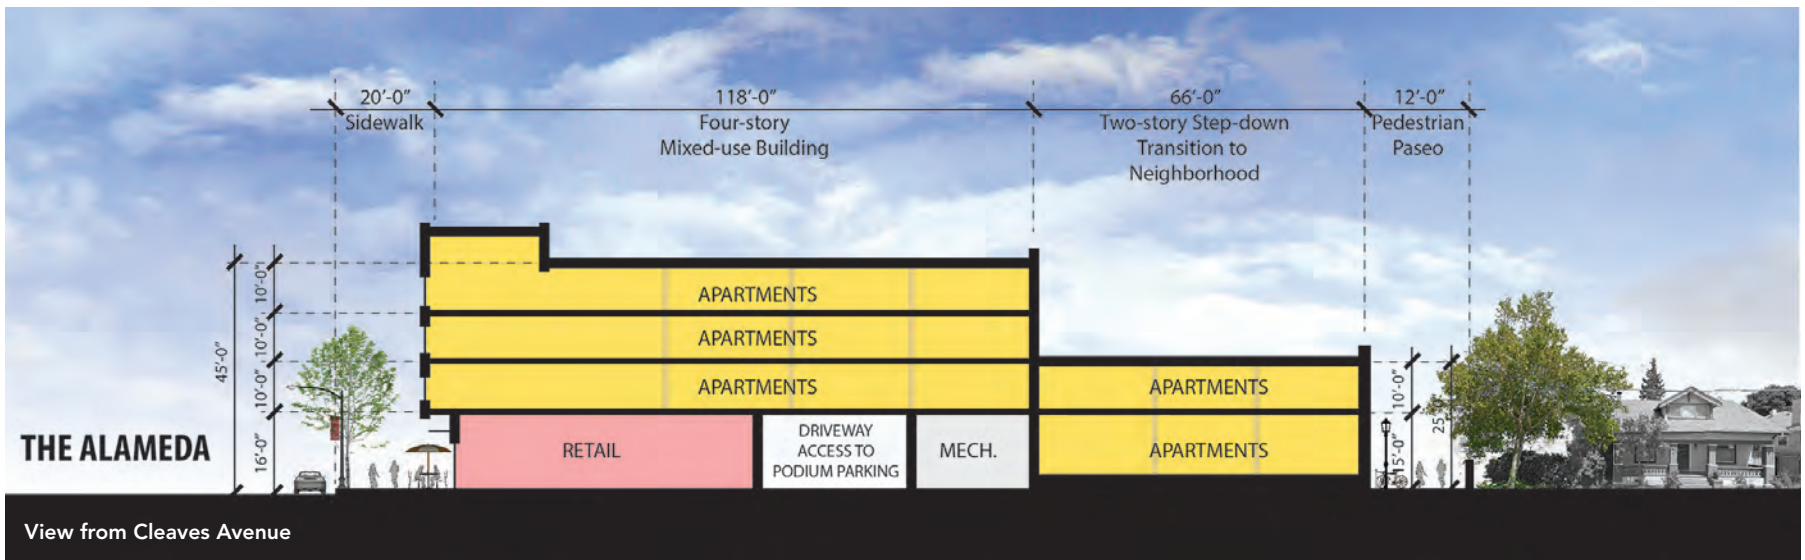 20'-0"
118'-0"
66'-0"
12'-0"
Sidewalk
Four-story
Mixed-use Building
Two-story Step-down
Transition to
Neighborhood
Pedestrian
Paseo
45'-0"
10'-0"
10'-0"
10'-0"
16'-0"
APARTMENTS
APARTMENTS
APARTMENTS
RETAIL
DRIVEWAY
ACCESS TO
PODIUM PARKING
MECH.
APARTMENTS
APARTMENTS
10'-0"
15'-0"
25
THE ALAMEDA
View from Cleaves Avenue